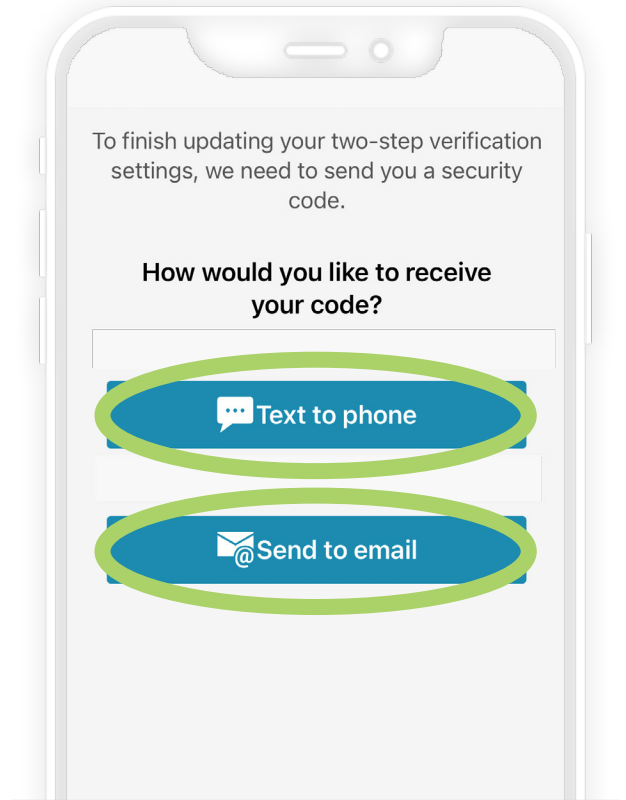 To finish updating your two-step verification
settings, we need to send you a security
code.
How would you like to receive
your code?
Text to phone
@Send to email